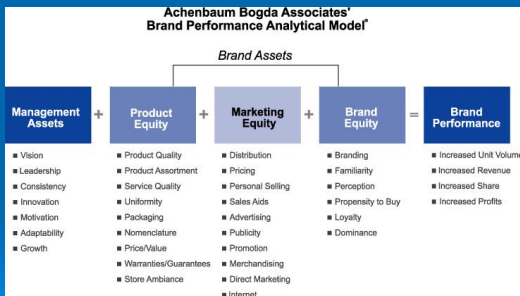 Achenbaum Bogda Associates'
Brand Performance Analytical Model®
Brand Assets
Management
Assets
+
Product
Equity
+
Marketing
Equity
+
Brand
Equity
=
Brand
Performance
■ Vision
■ Leadership
■ Consistency
■ Innovation
■ Motivation
■ Adaptability
■ Growth
■ Product Quality
■ Product Assortment
■ Service Quality
■ Uniformity
■ Packaging
■ Nomenclature
■ Price/Value
■ Warranties/Guarantees
■ Store Ambiance
■ Distribution
■ Pricing
■ Personal Selling
■ Sales Aids
■ Advertising
■ Publicity
■ Promotion
■ Merchandising
■ Direct Marketing
■ Internet
■ Branding
■ Familiarity
■ Perception
■ Propensity to Buy
■ Loyalty
■ Dominance
■ Increased Unit Volume
■ Increased Revenue
■ Increased Share
■ Increased Profits